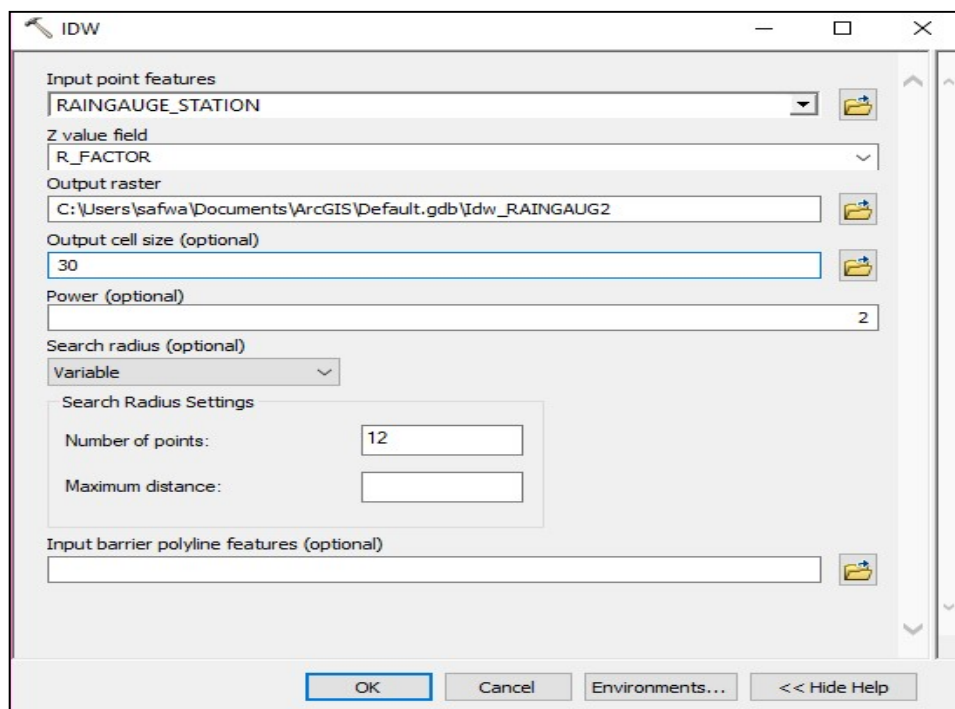 IDW
Input point features
RAINGAUGE_STATION
Z value field
R_FACTOR
Output raster
C:\Users\safwa\Documents\ArcGIS\Default.gdb\Idw_RAINGAUG2
Output cell size (optional)
30
Power (optional)
2
Search radius (optional)
Variable
Search Radius Settings
Number of points:
12
Maximum distance:
Input barrier polyline features (optional)
OK
Cancel
Environments...
<< Hide Help